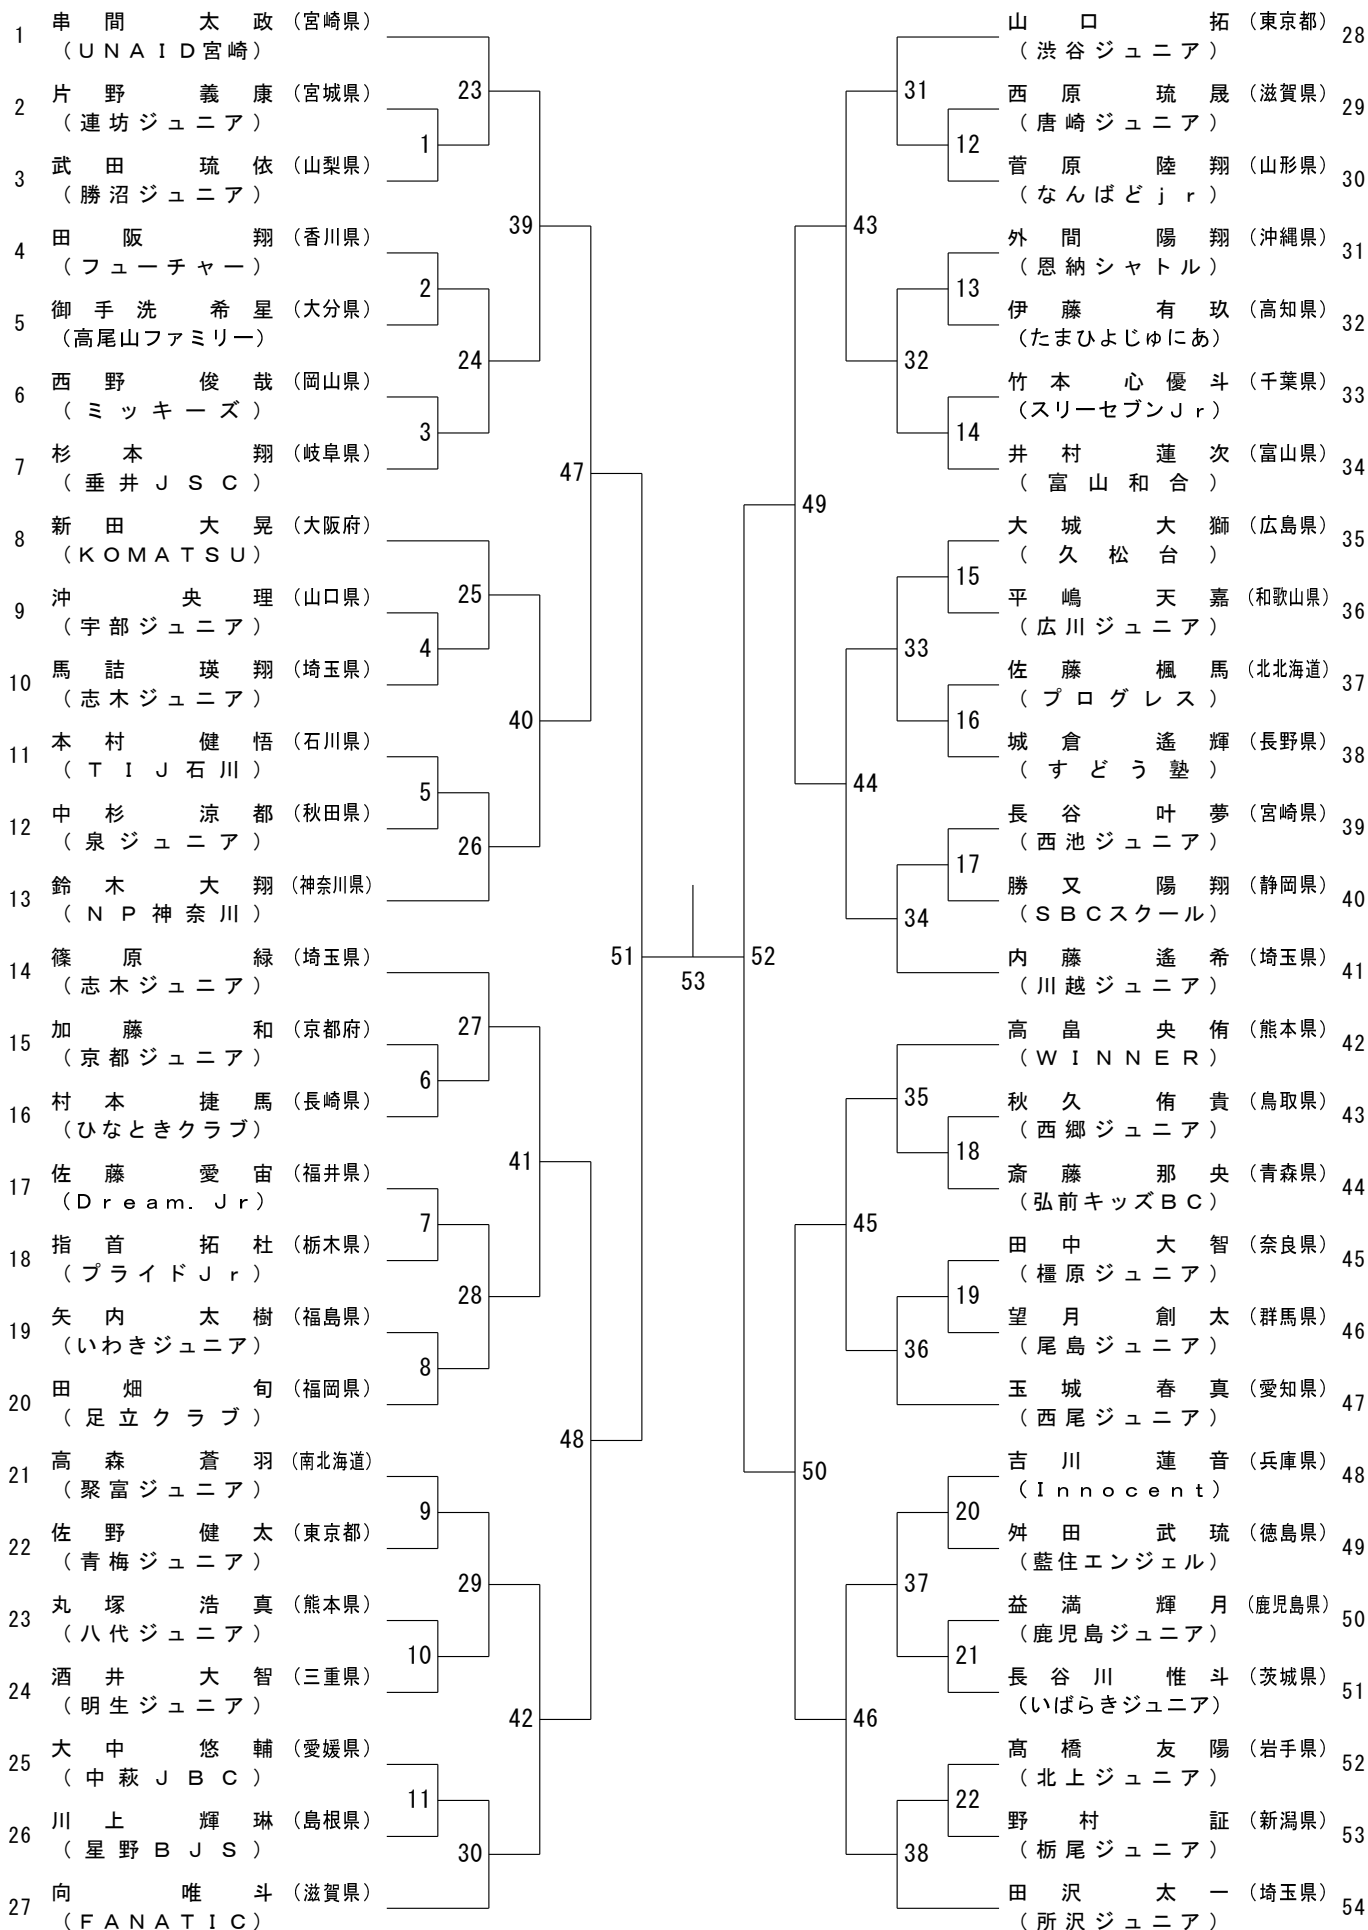 1 串間 太政 (宮崎県)
(UNAID宮崎)
2 片野 義康 (宮城県)
(連坊ジュニア)
3 武田 琉依 (山梨県)
(勝沼ジュニア)
4 田阪 翔 (香川県)
(フューチャー)
5 御手洗 希星 (大分県)
(高尾山ファミリー)
6 西野 俊哉 (岡山県)
(ミッキーズ)
7 杉本 翔 (岐阜県)
(垂井JSC)
8 新田 大晃 (大阪府)
(KOMATSU)
9 沖 央理 (山口県)
(宇部ジュニア)
10 馬詰 瑛翔 (埼玉県)
(志木ジュニア)
11 本村 健悟 (石川県)
(TIJ石川)
12 中杉 涼都 (秋田県)
(泉ジュニア)
13 鈴木 大翔 (神奈川県)
(NP神奈川)
14 篠原 緑 (埼玉県)
(志木ジュニア)
15 加藤 和 (京都府)
(京都ジュニア)
16 村本 捷馬 (長崎県)
(ひなときクラブ)
17 佐藤 愛宙 (福井県)
(Dream.Jr)
18 指首 拓杜 (栃木県)
(プライドJr)
19 矢内 太樹 (福島県)
(いわきジュニア)
20 田畑 旬 (福岡県)
(足立クラブ)
21 高森 蒼羽 (南北海道)
(聚富ジュニア)
22 佐野 健太 (東京都)
(青梅ジュニア)
23 丸塚 浩真 (熊本県)
(八代ジュニア)
24 酒井 大智 (三重県)
(明生ジュニア)
25 大中 悠輔 (愛媛県)
(中萩JBC)
26 川上 輝琳 (島根県)
(星野BJS)
27 向 唯斗 (滋賀県)
(FANATIC)
1
2
3
4
5
6
7
8
9
10
11
23
24
25
26
27
28
29
30
39
40
41
42
47
48
51
53
52
49
50
43
44
45
46
31
32
33
34
35
36
37
38
12
13
14
15
16
17
18
19
20
21
22
山口 拓 (東京都) 28
(渋谷ジュニア)
西原 琉晟 (滋賀県) 29
(唐崎ジュニア)
菅原 陸翔 (山形県) 30
(なんばどjr)
外間 陽翔 (沖縄県) 31
(恩納シャトル)
伊藤 有玖 (高知県) 32
(たまひよじゅにあ)
竹本 心優斗 (千葉県) 33
(スリーセブンJr)
井村 蓮次 (富山県) 34
(富山和合)
大城 大獅 (広島県) 35
(久松台)
平嶋 天嘉 (和歌山県) 36
(広川ジュニア)
佐藤 楓馬 (北北海道) 37
(プログレス)
城倉 遙輝 (長野県) 38
(すどう塾)
長谷 叶夢 (宮崎県) 39
(西池ジュニア)
勝又 陽翔 (静岡県) 40
(SBCスクール)
内藤 遙希 (埼玉県) 41
(川越ジュニア)
高畠 央侑 (熊本県) 42
(WINNER)
秋久 侑貴 (鳥取県) 43
(西郷ジュニア)
斎藤 那央 (青森県) 44
(弘前キッズBC)
田中 大智 (奈良県) 45
(橿原ジュニア)
望月 創太 (群馬県) 46
(尾島ジュニア)
玉城 春真 (愛知県) 47
(西尾ジュニア)
吉川 蓮音 (兵庫県) 48
(Innocent)
舛田 武琉 (徳島県) 49
(藍住エンジェル)
益満 輝月 (鹿児島県) 50
(鹿児島ジュニア)
長谷川 惟斗 (茨城県) 51
(いばらきジュニア)
髙橋 友陽 (岩手県) 52
(北上ジュニア)
野村 証 (新潟県) 53
(栃尾ジュニア)
田沢 太一 (埼玉県) 54
(所沢ジュニア)